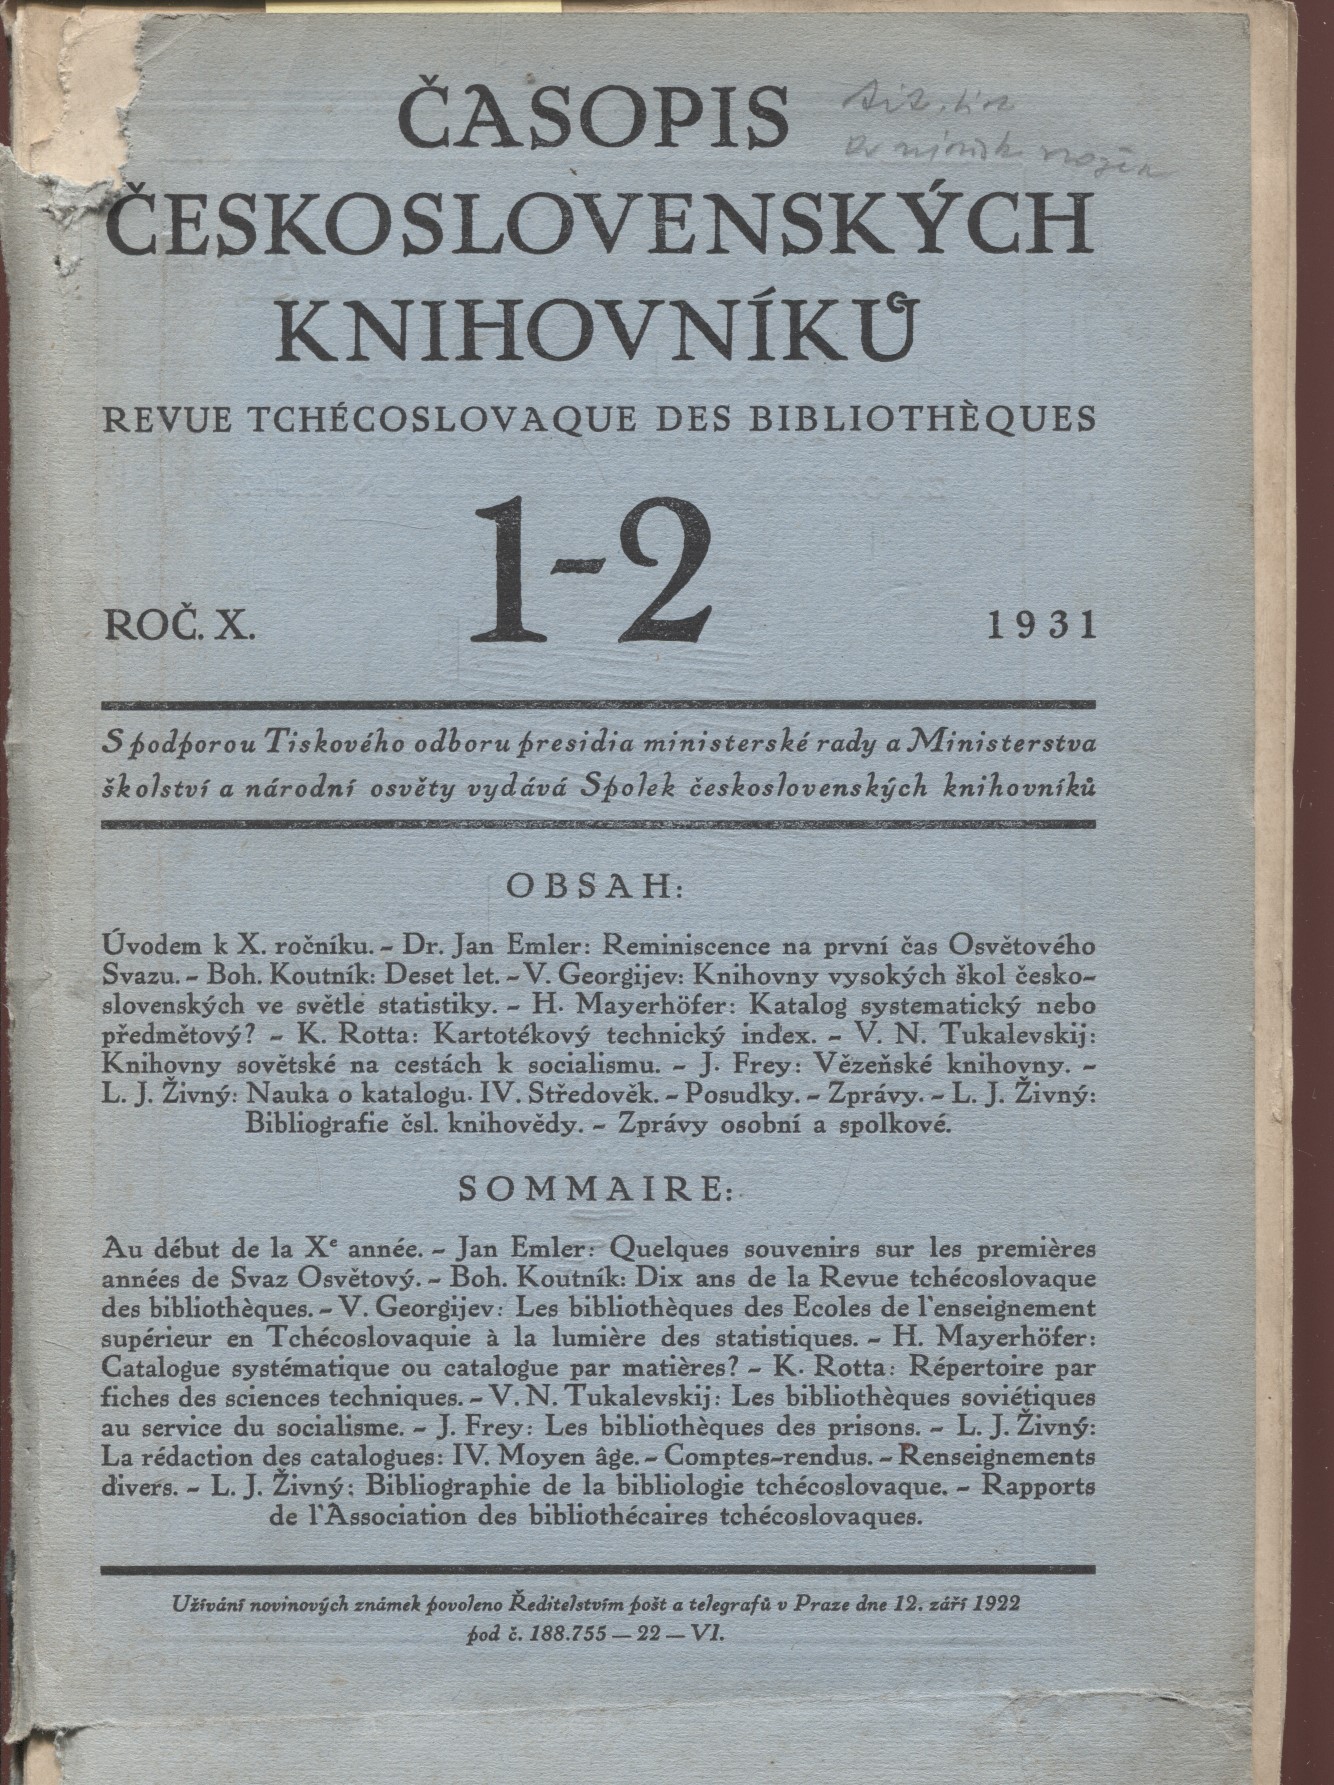 ČASOPIS
ČESKOSLOVENSKÝCH
KNIHOVNÍKŮ
REVUE TCHÉCOSLOVAQUE DES BIBLIOTHÈQUES
1-2
ROČ. X. 1931
S podporou Tiskového odboru presidia ministerské rady a Ministerstva
školství a národní osvěty vydává Spolek československých knihovníků
OBSAH:
Úvodem k X. ročníku. – Dr. Jan Emler: Reminiscence na první čas Osvětového
Svazu. – Boh. Koutník: Deset let. – V. Georgijev: Knihovny vysokých škol česko-
slovenských ve světle statistiky. – H. Mayerhöfer: Katalog systematický nebo
předmětový? – K. Rotta: Kartotékový technický index. – V. N. Tukalevskij:
Knihovny sovětské na cestách k socialismu. – J. Frey: Vězeňské knihovny. –
L. J. Živný: Nauka o katalogu. IV. Středověk. – Posudky. – Zprávy. – L. J. Živný:
Bibliografie čsl. knihovědy. – Zprávy osobní a spolkové.
SOMMAIRE:
Au début de la Xe année. – Jan Emler: Quelques souvenirs sur les premières
années de Svaz Osvětový. – Boh. Koutník: Dix ans de la Revue tchécoslovaque
des bibliothèques. – V. Georgijev: Les bibliothèques des Ecoles de l'enseignement
supérieur en Tchécoslovaquie à la lumière des statistiques. – H. Mayerhöfer:
Catalogue systématique ou catalogue par matières? – K. Rotta: Répertoire par
fiches des sciences techniques. – V. N. Tukalevskij: Les bibliothèques soviétiques
au service du socialisme. – J. Frey: Les bibliothèques des prisons. – L. J. Živný:
La rédaction des catalogues: IV. Moyen âge. – Comptes-rendus. – Renseignements
divers. – L. J. Živný: Bibliographie de la bibliologie tchécoslovaque. – Rapports
de l'Association des bibliothécaires tchécoslovaques.
Užívání novinových známek povoleno Ředitelstvím pošt a telegrafů v Praze dne 12. září 1922
pod č. 188.755 — 22 — VI.